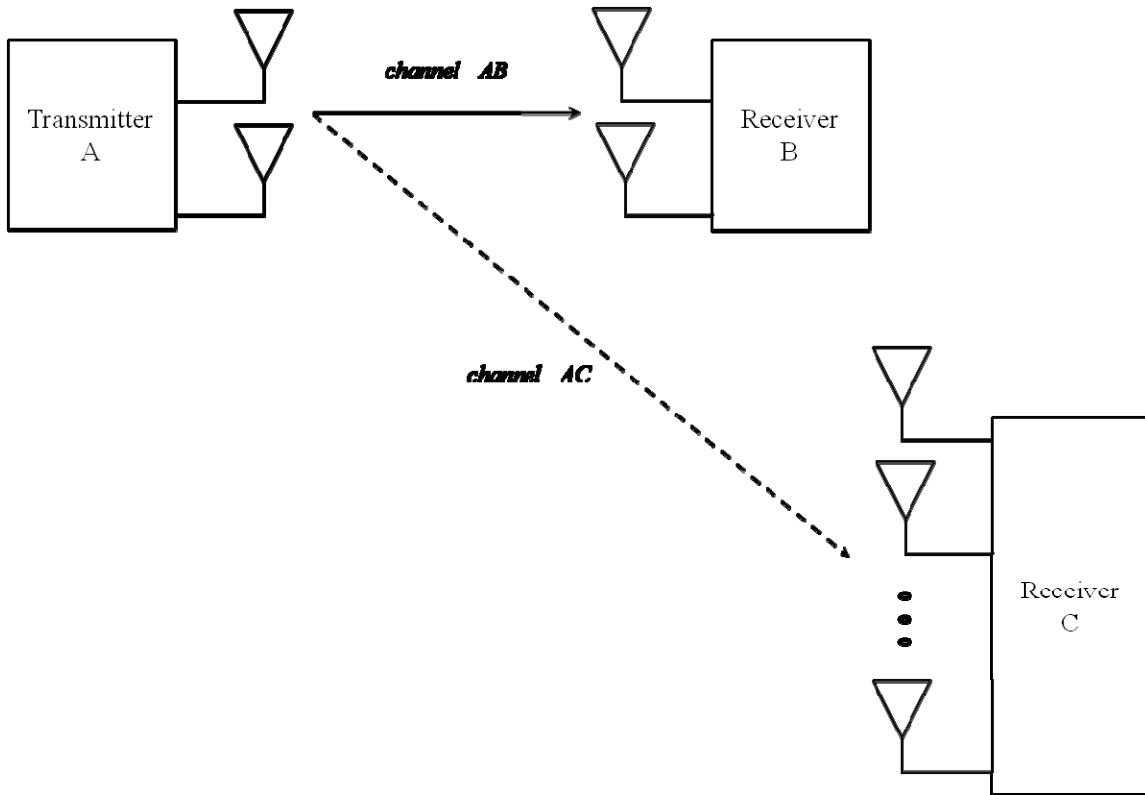 channel AB
Transmitter
A
Receiver
B
channel AC
Receiver
C